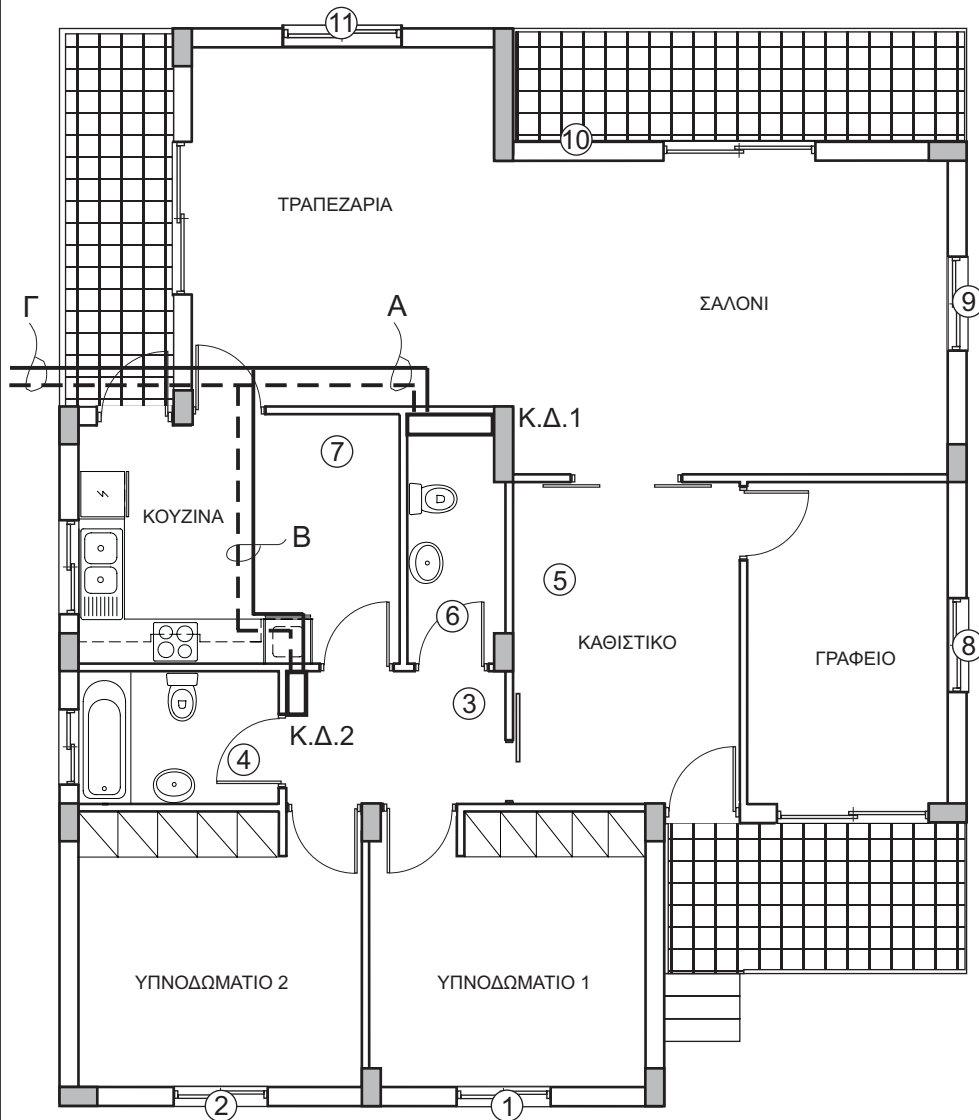 11
10
ΤΡΑΠΕΖΑΡΙΑ
ΣΑΛΟΝΙ
9
Γ
Α
Κ.Δ.1
7
ΚΟΥΖΙΝΑ
Β
5
6
ΚΑΘΙΣΤΙΚΟ
ΓΡΑΦΕΙΟ
8
3
Κ.Δ.2
4
ΥΠΝΟΔΩΜΑΤΙΟ 2
ΥΠΝΟΔΩΜΑΤΙΟ 1
2
1